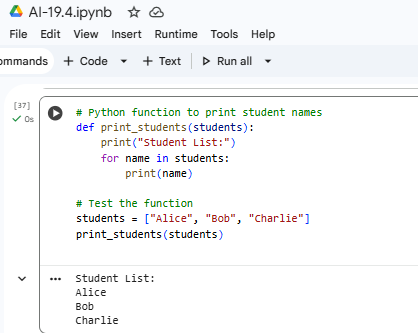 AI-19.4.ipynb
File Edit View Insert Runtime Tools Help
ommands + Code + Text Run all
[37]
0s
# Python function to print student names
def print_students(students):
    print("Student List:")
    for name in students:
        print(name)
# Test the function
students = ["Alice", "Bob", "Charlie"]
print_students(students)
Student List:
Alice
Bob
Charlie